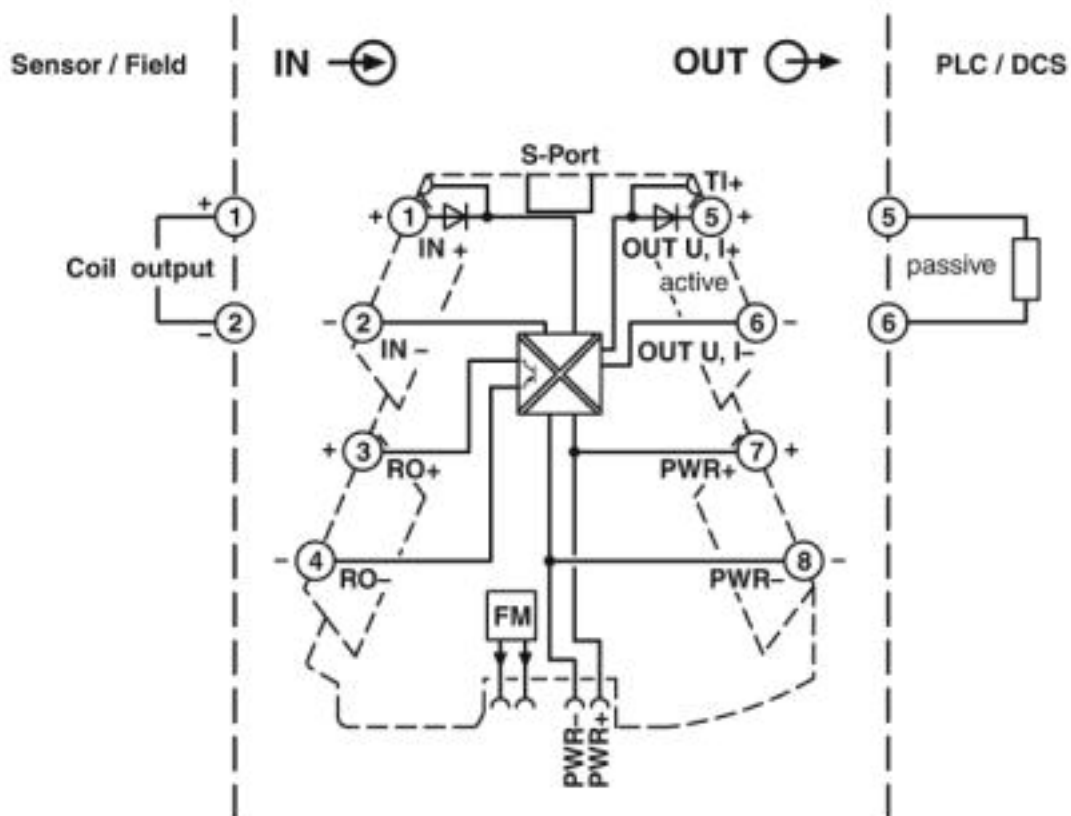 Sensor / Field
IN
OUT
PLC / DCS
S-Port
TI+
+ 1
+ 1
5 +
5
IN +
OUT U, I+
Coil output
active
passive
– 2
– 2
6 –
6
IN –
OUT U, I–
+ 3
7 +
RO+
PWR+
– 4
8 –
RO–
PWR–
FM
PWR–
PWR+